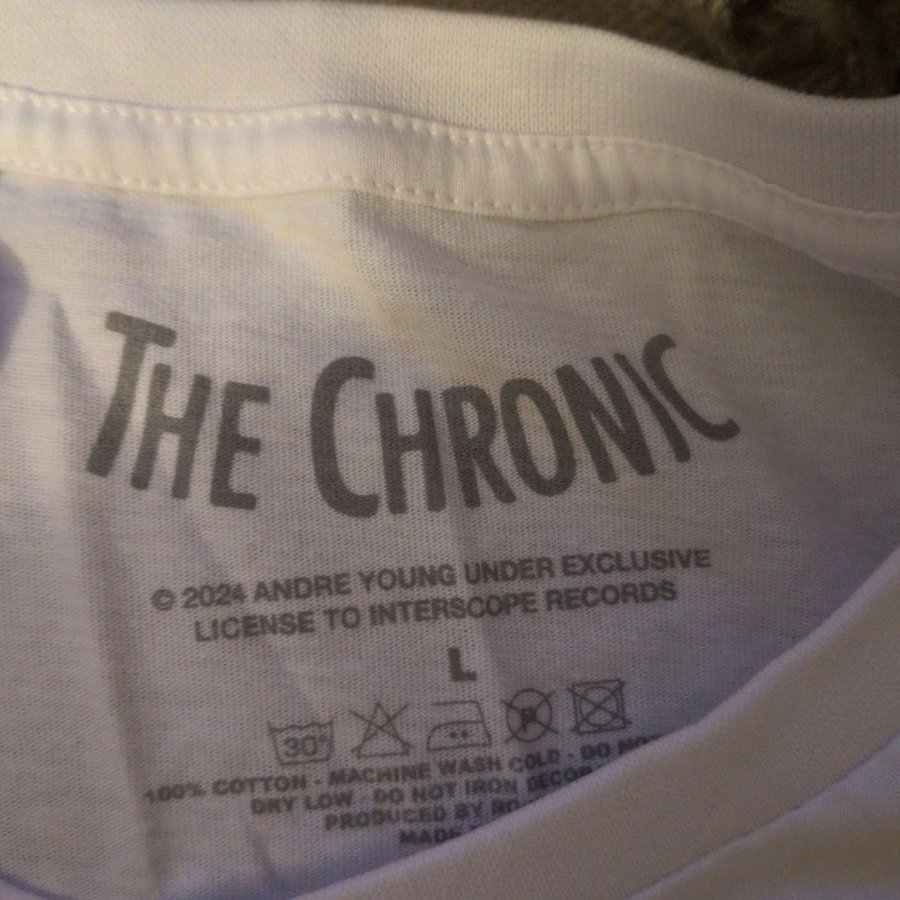 THE CHRONIC
© 2024 ANDRE YOUNG UNDER EXCLUSIVE
LICENSE TO INTERSCOPE RECORDS
L
30°
100% COTTON - MACHINE WASH COLD - DO
DRY LOW - DO NOT IRON
PRODUCED BY
MADE